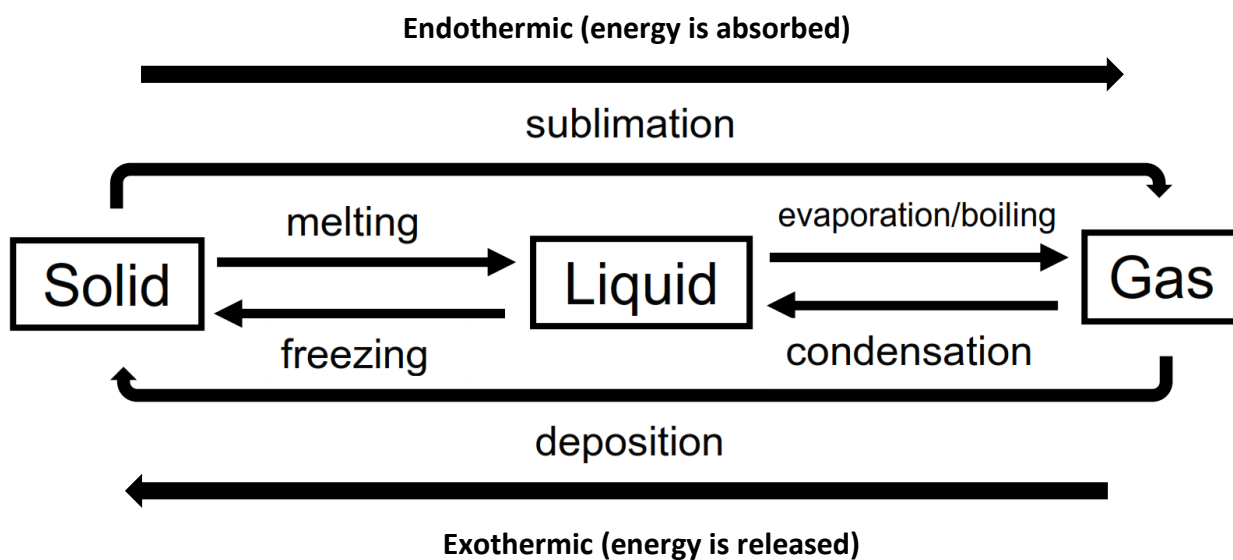 Endothermic (energy is absorbed)
sublimation
melting
evaporation/boiling
Solid
Liquid
Gas
freezing
condensation
deposition
Exothermic (energy is released)